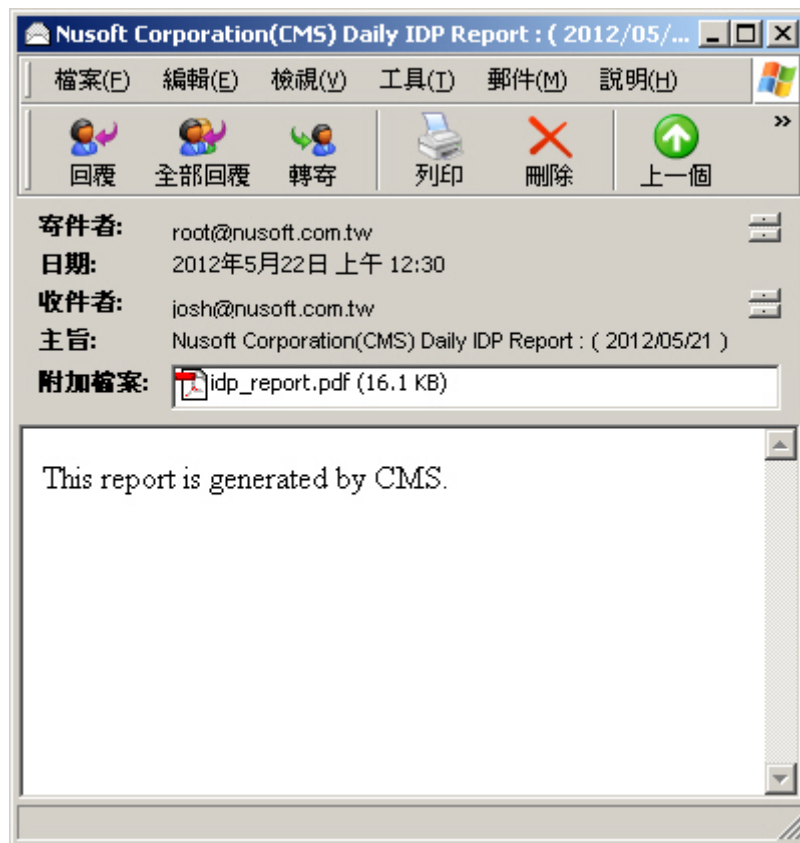 Nusoft Corporation(CMS) Daily IDP Report : ( 2012/05/...
檔案(F) 編輯(E) 檢視(V) 工具(T) 郵件(M) 說明(H)
回覆 全部回覆 轉寄 列印 刪除 上一個
寄件者: root@nusoft.com.tw
日期: 2012年5月22日 上午 12:30
收件者: josh@nusoft.com.tw
主旨: Nusoft Corporation(CMS) Daily IDP Report : ( 2012/05/21 )
附加檔案: idp_report.pdf (16.1 KB)
This report is generated by CMS.